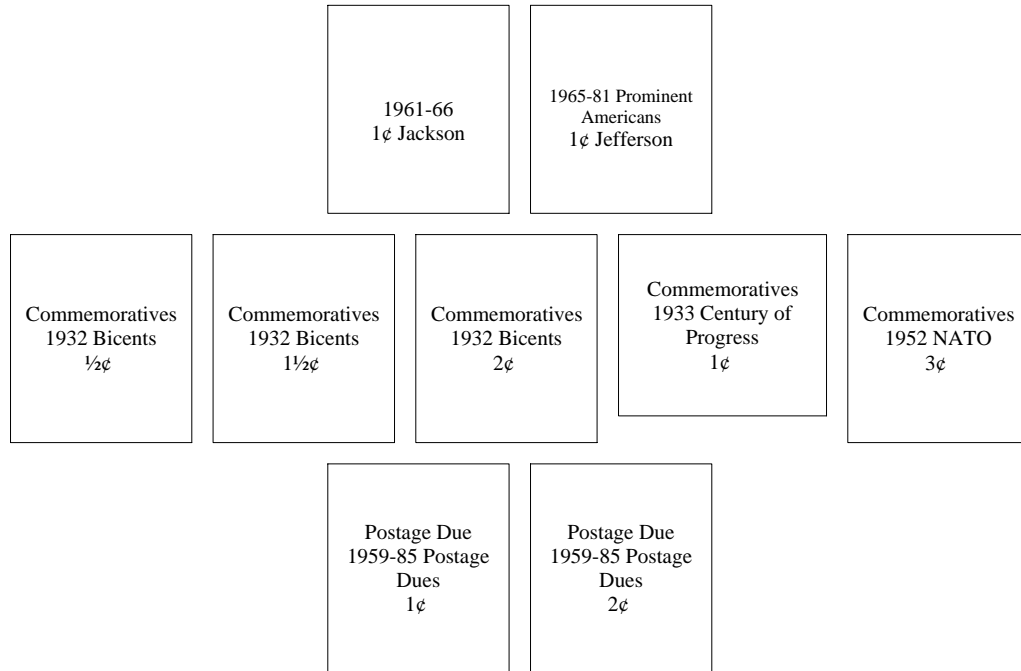 1961-66
1¢ Jackson
1965-81 Prominent
Americans
1¢ Jefferson
Commemoratives
1932 Bicents
½¢
Commemoratives
1932 Bicents
1½¢
Commemoratives
1932 Bicents
2¢
Commemoratives
1933 Century of
Progress
1¢
Commemoratives
1952 NATO
3¢
Postage Due
1959-85 Postage
Dues
1¢
Postage Due
1959-85 Postage
Dues
2¢